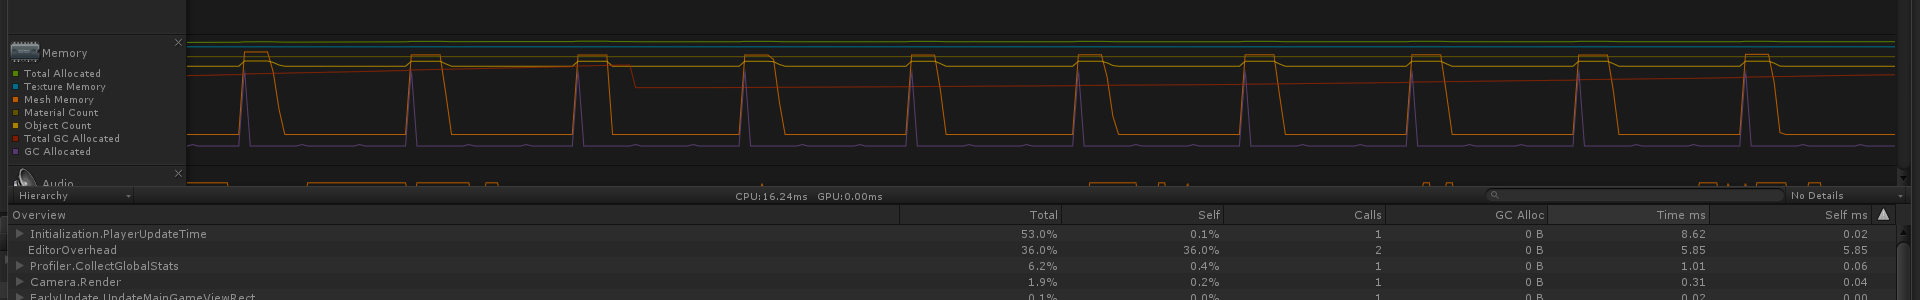 Memory
Total Allocated
Texture Memory
Mesh Memory
Material Count
Object Count
Total GC Allocated
GC Allocated
Audio
Hierarchy CPU:16.24ms GPU:0.00ms No Details
Overview Total Self Calls GC Alloc Time ms Self ms
Initialization.PlayerUpdateTime 53.0% 0.1% 1 0 B 8.62 0.02
EditorOverhead 36.0% 36.0% 2 0 B 5.85 5.85
Profiler.CollectGlobalStats 6.2% 0.4% 1 0 B 1.01 0.06
Camera.Render 1.9% 0.2% 1 0 B 0.31 0.04
EarlyUpdate.UpdateMainGameViewRect 0.1% 0.0% 1 0 B 0.02 0.00